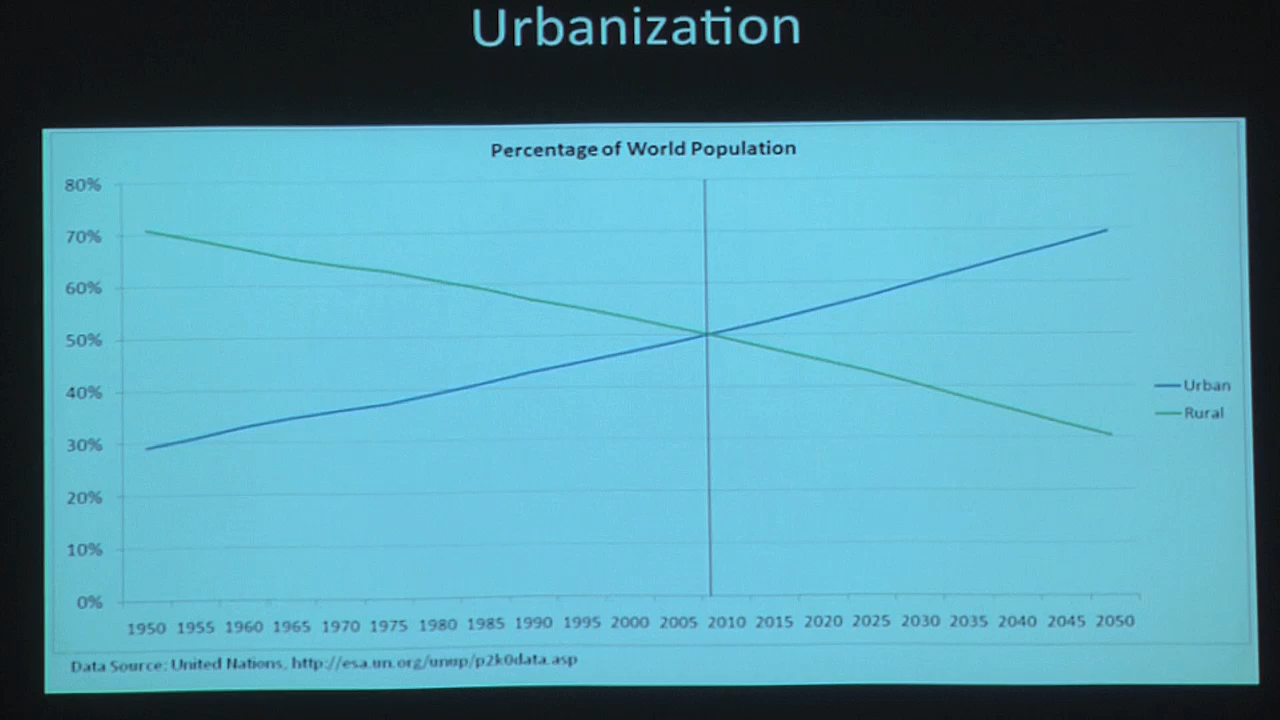 Urbanization
Percentage of World Population
80%
70%
60%
50%
40%
30%
20%
10%
0%
1950 1955 1960 1965 1970 1975 1980 1985 1990 1995 2000 2005 2010 2015 2020 2025 2030 2035 2040 2045 2050
Urban
Rural
Data Source: United Nations, http://esa.un.org/unup/p2k0data.asp